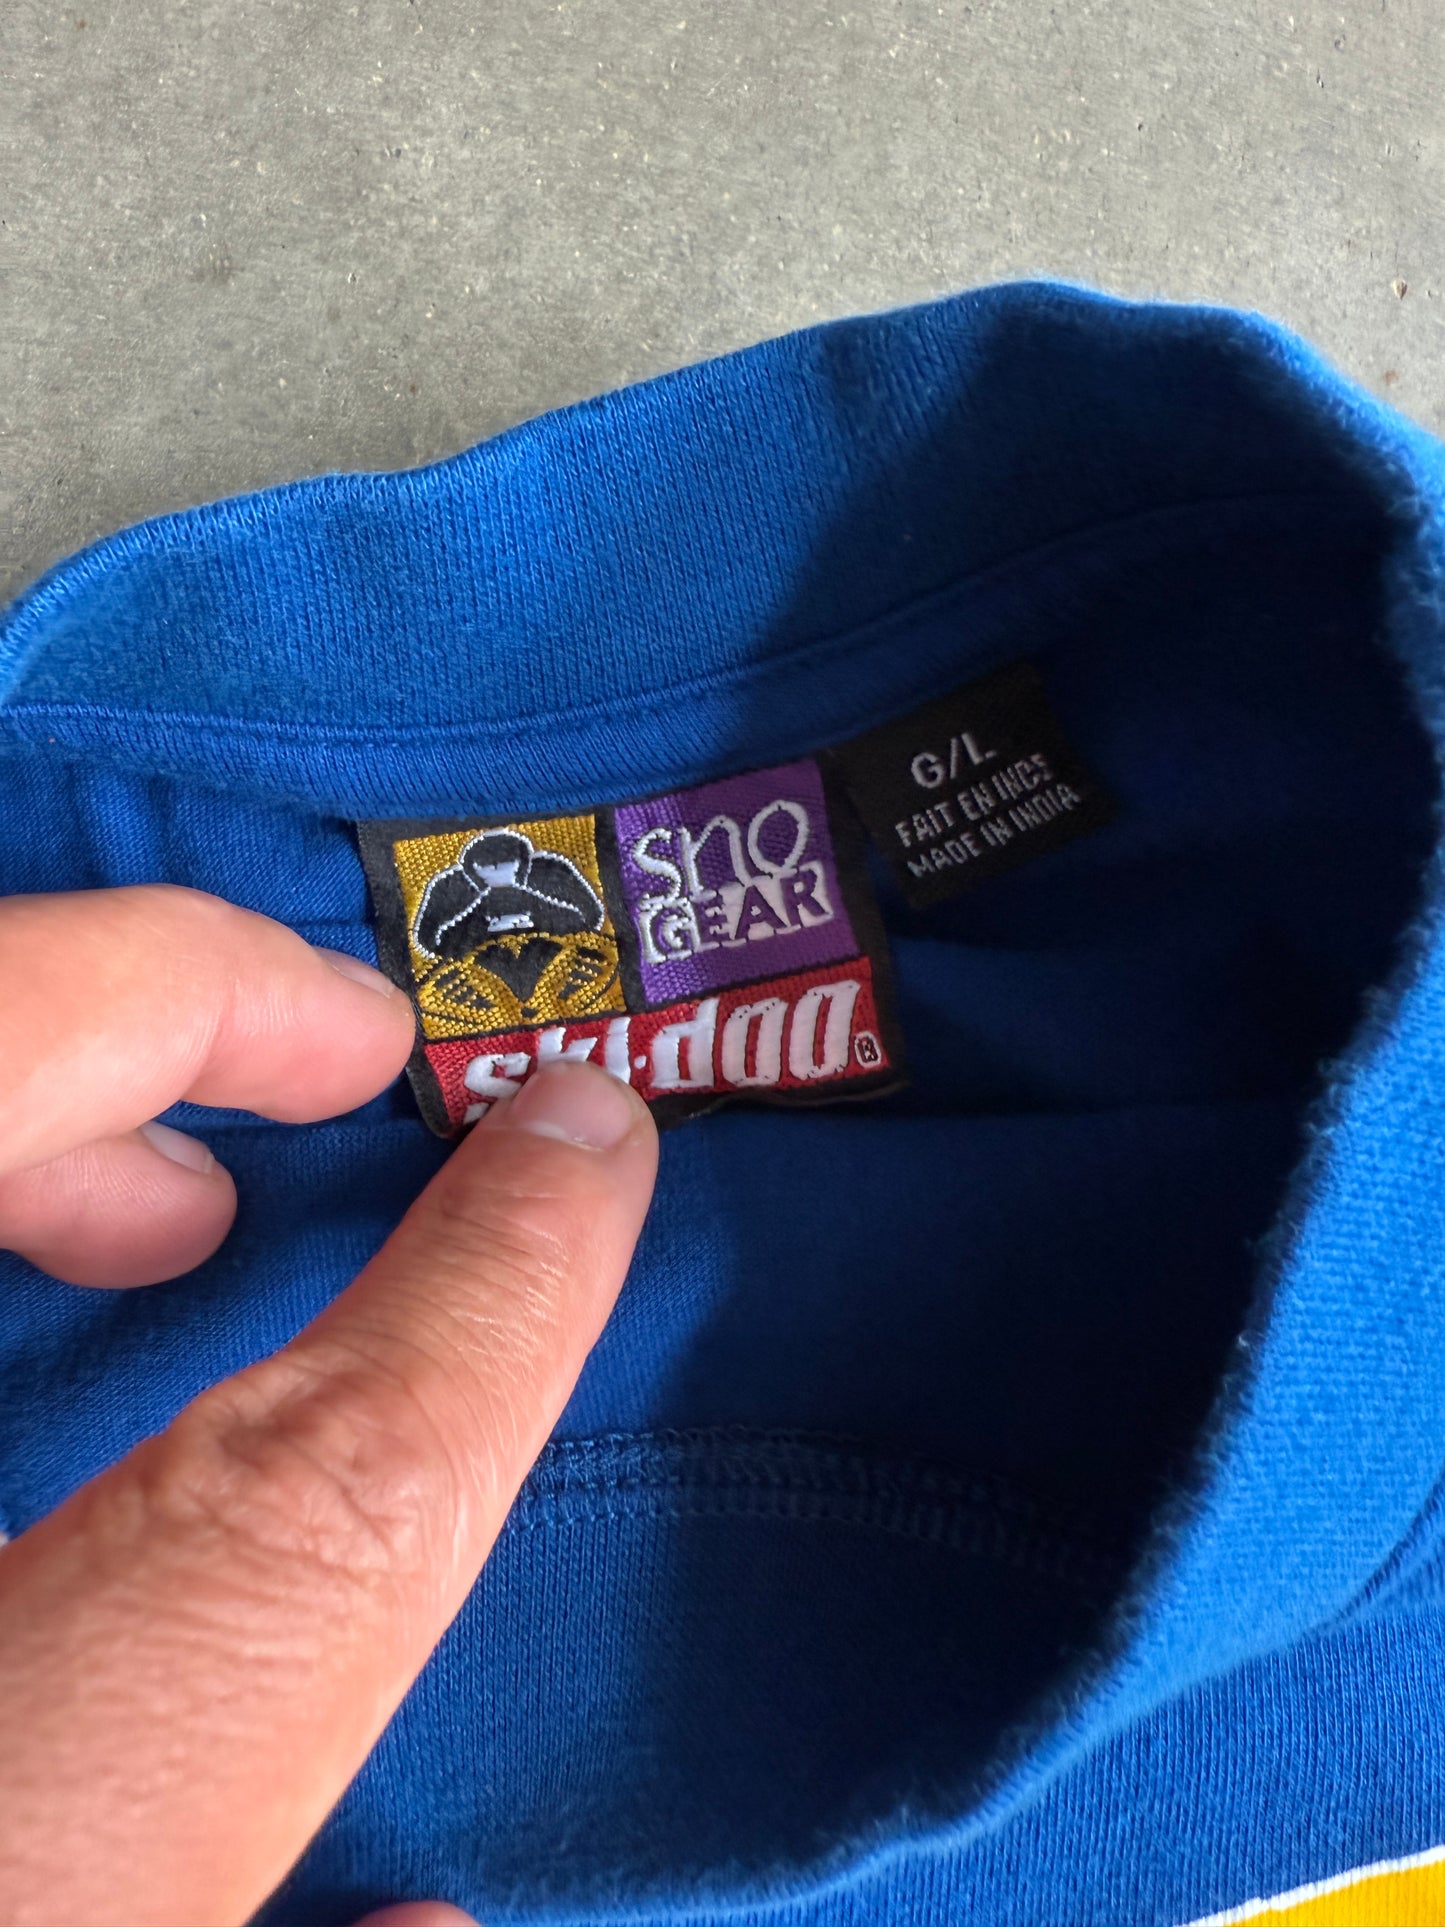 sno
GEAR
ski-doo®
G/L
FAIT EN INDE
MADE IN INDIA